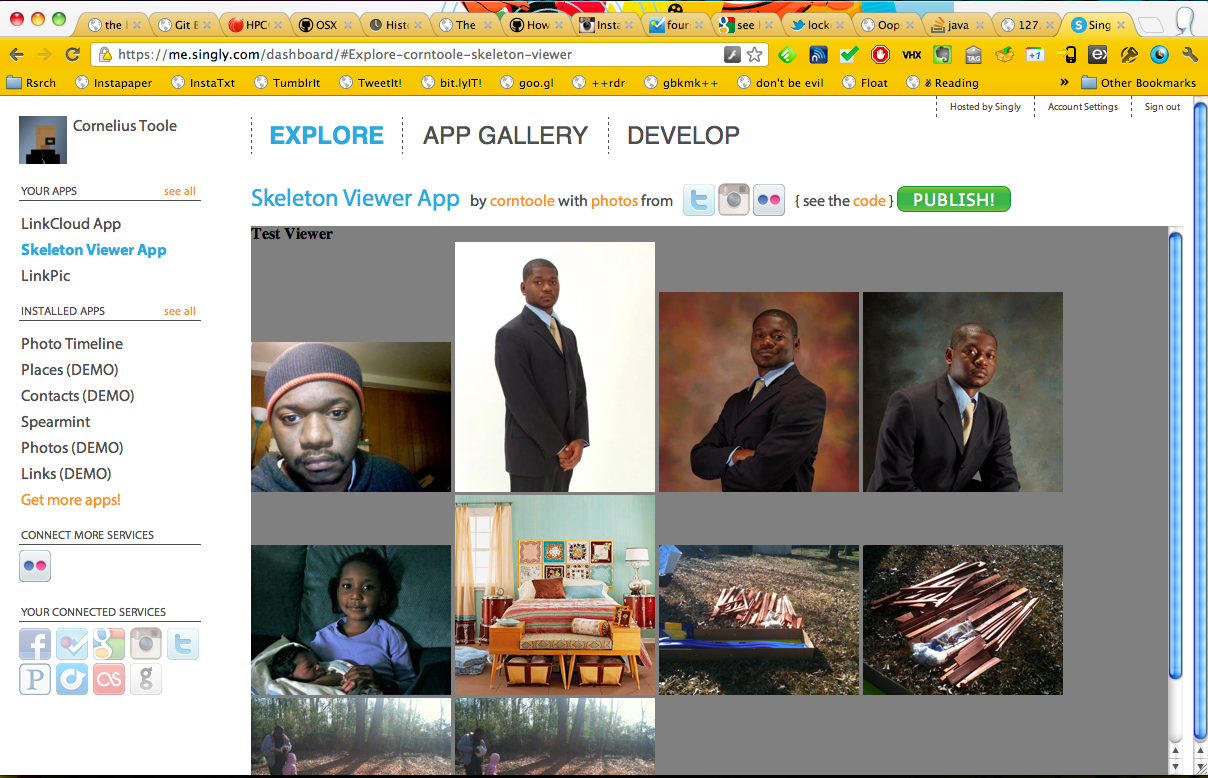 the
Git
HPC
OSX
Hist
The
How
Insta
four
see
lock
Oop
java
127.
Sing
https://me.singly.com/dashboard/#Explore-corntoole-skeleton-viewer
VHX
TAG
+1
Rsrch
Instapaper
InstaTxt
TumblrIt
TweetIt!
bit.lyIT!
goo.gl
++rdr
gbkmk++
don't be evil
Float
Reading
»
Other Bookmarks
Hosted by Singly
Account Settings
Sign out
Cornelius Toole
EXPLORE
APP GALLERY
DEVELOP
YOUR APPS see all
LinkCloud App
Skeleton Viewer App
LinkPic
INSTALLED APPS see all
Photo Timeline
Places (DEMO)
Contacts (DEMO)
Spearmint
Photos (DEMO)
Links (DEMO)
Get more apps!
CONNECT MORE SERVICES
YOUR CONNECTED SERVICES
Skeleton Viewer App by corntoole with photos from { see the code } PUBLISH!
Test Viewer